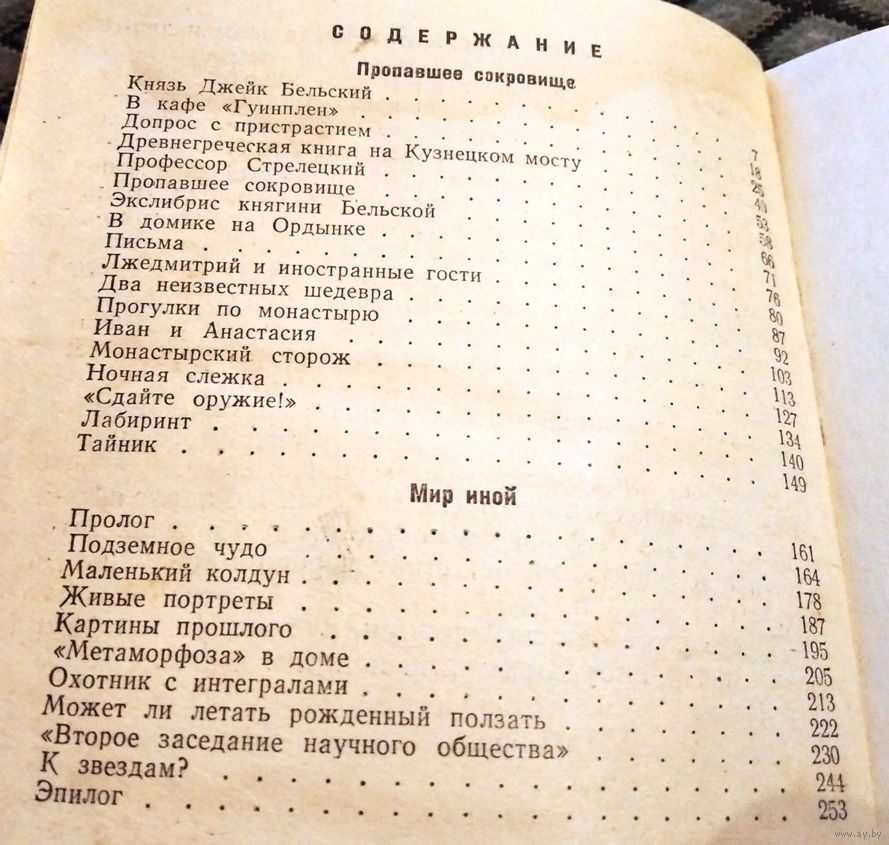 СОДЕРЖАНИЕ
Пропавшее сокровище
Князь Джейк Бельский . . . . . . . . . 7
В кафе «Гуинплен» . . . . . . . . . 18
Допрос с пристрастием . . . . . . . . . 25
Древнегреческая книга на Кузнецком мосту . . . . 40
Профессор Стрелецкий . . . . . . . . . 53
Пропавшее сокровище . . . . . . . . . 58
Экслибрис княгини Бельской . . . . . . . . 66
В домике на Ордынке . . . . . . . . . 71
Письма . . . . . . . . . . . . . 76
Лжедмитрий и иностранные гости . . . . . . . 80
Два неизвестных шедевра . . . . . . . . 87
Прогулки по монастырю . . . . . . . . . 92
Иван и Анастасия . . . . . . . . . . 103
Монастырский сторож . . . . . . . . . 113
Ночная слежка . . . . . . . . . . . 127
«Сдайте оружие!» . . . . . . . . . . 134
Лабиринт . . . . . . . . . . . . 140
Тайник . . . . . . . . . . . . . 149
Мир иной
Пролог . . . . . . . . . . . . . 161
Подземное чудо . . . . . . . . . . . 164
Маленький колдун . . . . . . . . . . 178
Живые портреты . . . . . . . . . . . 187
Картины прошлого . . . . . . . . . . 195
«Метаморфоза» в доме . . . . . . . . . 205
Охотник с интегралами . . . . . . . . . 213
Может ли летать рожденный ползать . . . . . . 222
«Второе заседание научного общества» . . . . . 230
К звездам? . . . . . . . . . . . . 244
Эпилог . . . . . . . . . . . . . 253
www.ay.by